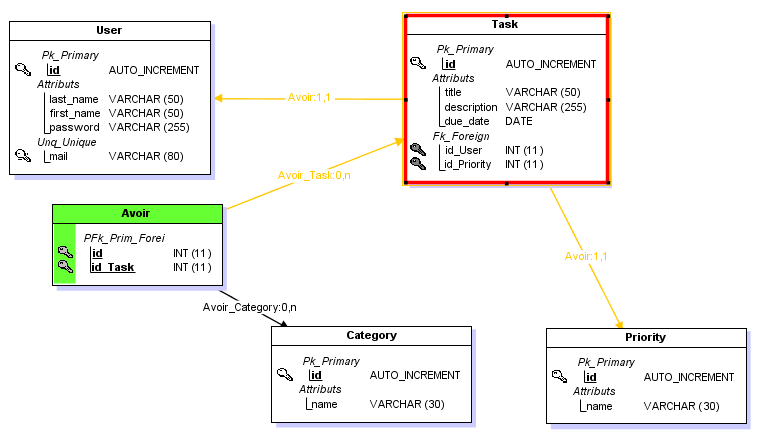 User
Pk_Primary
id AUTO_INCREMENT
Attributs
last_name VARCHAR (50)
first_name VARCHAR (50)
password VARCHAR (255)
Unq_Unique
mail VARCHAR (80)
Task
Pk_Primary
id AUTO_INCREMENT
Attributs
title VARCHAR (50)
description VARCHAR (255)
due_date DATE
Fk_Foreign
id_User INT (11)
id_Priority INT (11)
Avoir:1,1
Avoir_Task:0,n
Avoir
PFk_Prim_Forei
id INT (11)
id_Task INT (11)
Avoir:1,1
Avoir_Category:0,n
Category
Pk_Primary
id AUTO_INCREMENT
Attributs
name VARCHAR (30)
Priority
Pk_Primary
id AUTO_INCREMENT
Attributs
name VARCHAR (30)